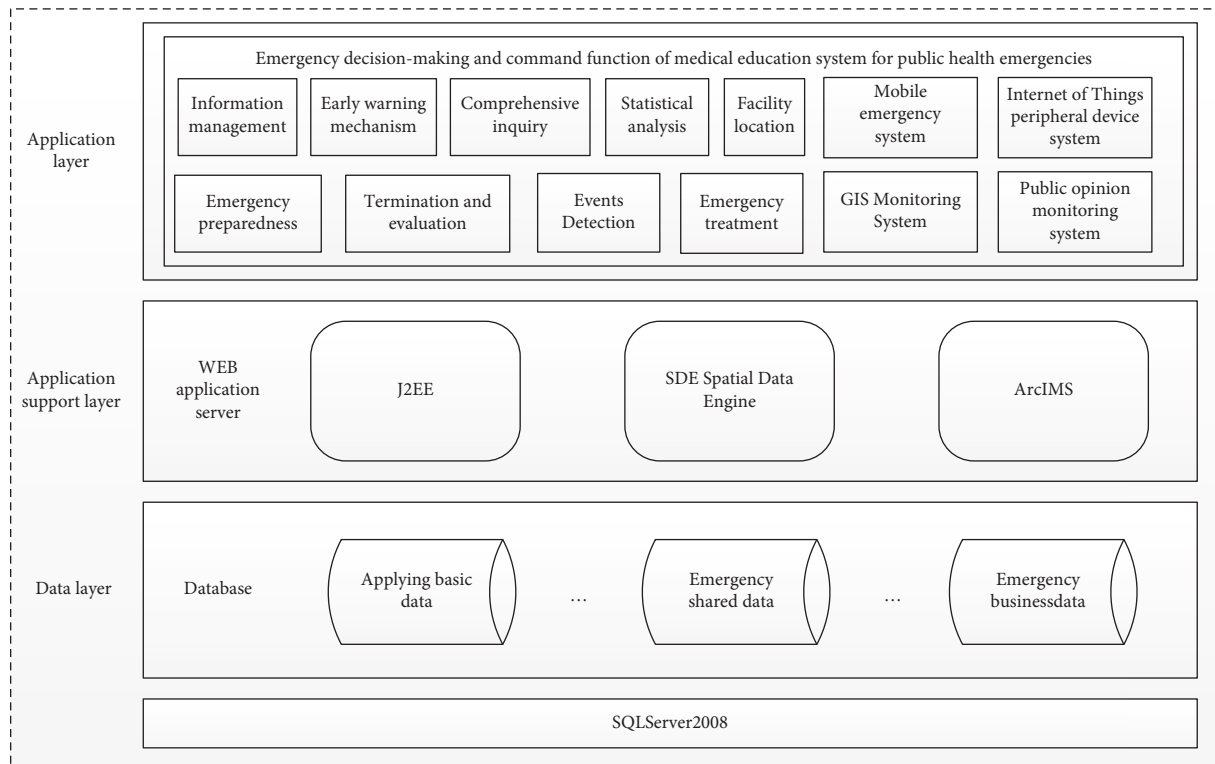 Emergency decision-making and command function of medical education system for public health emergencies
Information
management
Early warning
mechanism
Comprehensive
inquiry
Statistical
analysis
Facility
location
Mobile
emergency
system
Internet of Things
peripheral device
system
Application
layer
Emergency
preparedness
Termination and
evaluation
Events
Detection
Emergency
treatment
GIS Monitoring
System
Public opinion
monitoring
system
Application
support layer
WEB
application
server
J2EE
SDE Spatial Data
Engine
ArcIMS
Data layer
Database
Applying basic
data
...
Emergency
shared data
...
Emergency
businessdata
SQLServer2008